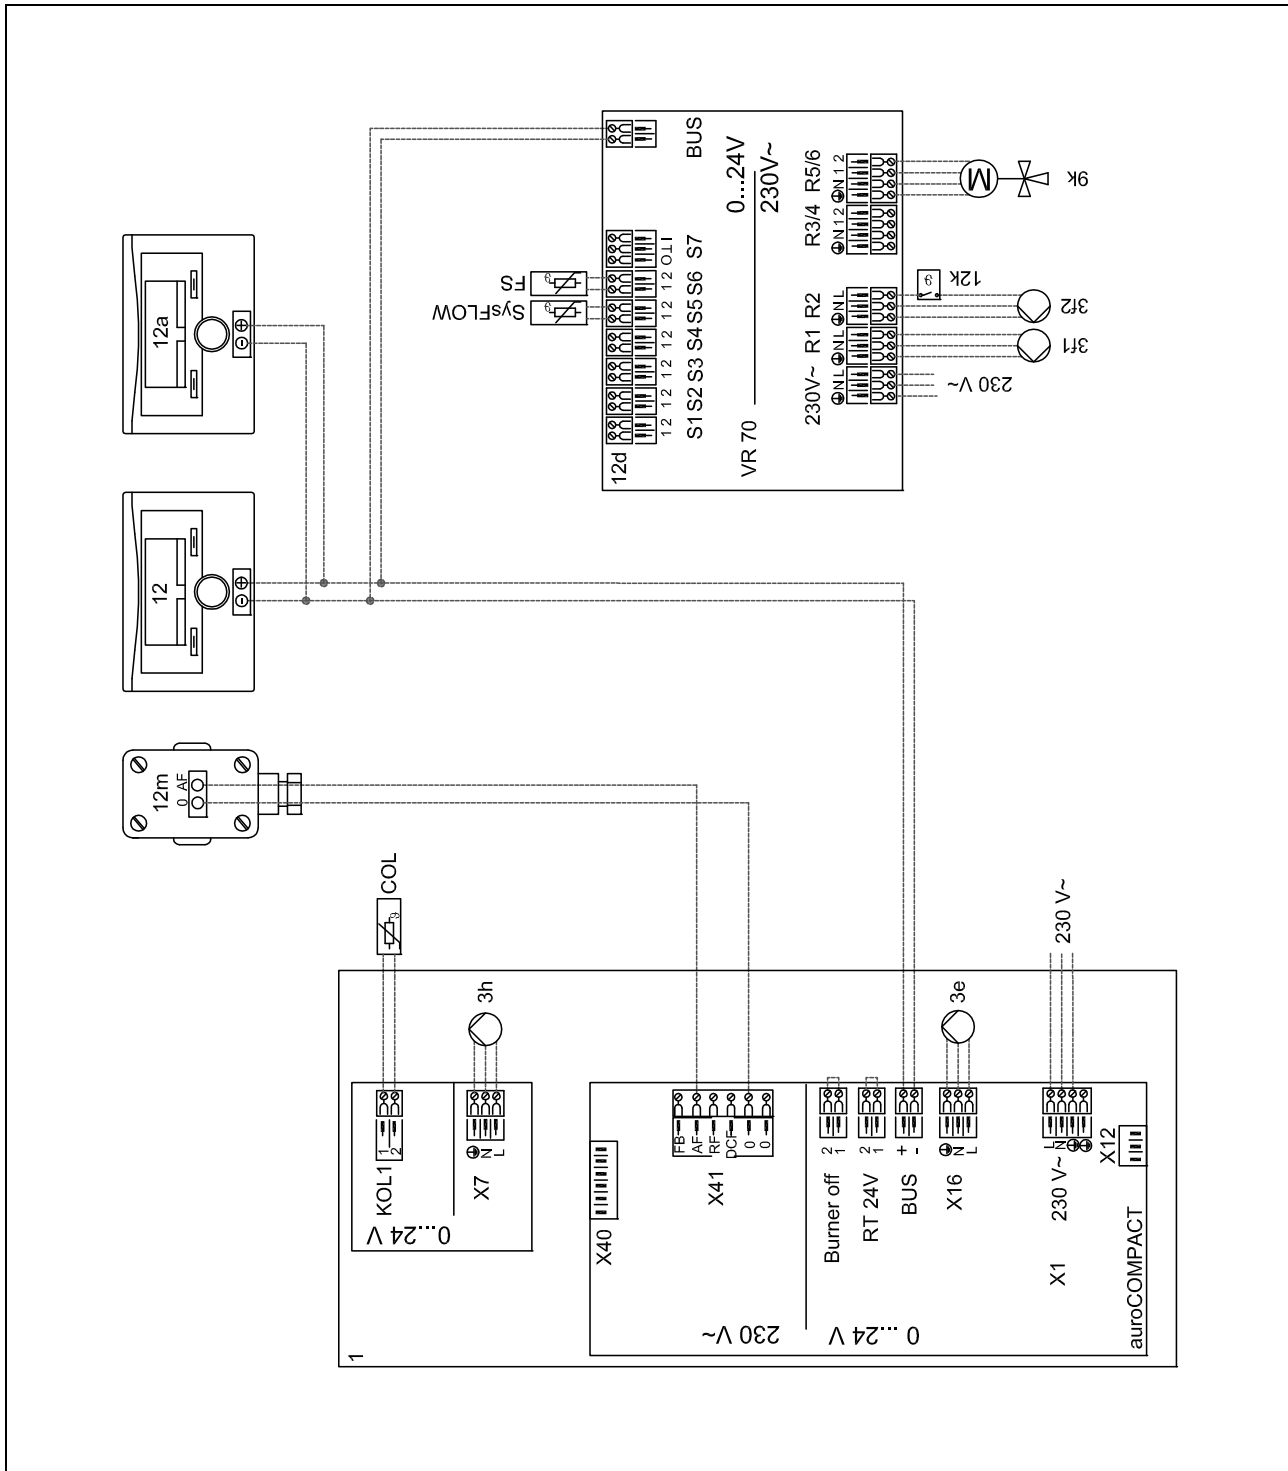 12a
12
12m
0 AF
COL
3h
KOL1
1
2
X7
N
L
0...24 V
1
X40
X41
FB
AF
RF
DCF
0
0
Burner off
2
1
RT 24V
2
1
BUS
+
-
X16
N
L
3e
230 V~
L
N
230 V~
X1
X12
auroCOMPACT
230 V~
0...24 V
12d
VR 70
BUS
0...24V
230V~
S1 S2 S3 S4 S5 S6 S7
1 2
1 2
1 2
1 2
1 2
1 2
O T I
SysFLOW
FS
230V~
N L
R1
N L
R2
N L
R3/4
N 1 2
R5/6
N 1 2
M
9k
12k
3f2
3f1
230 V~